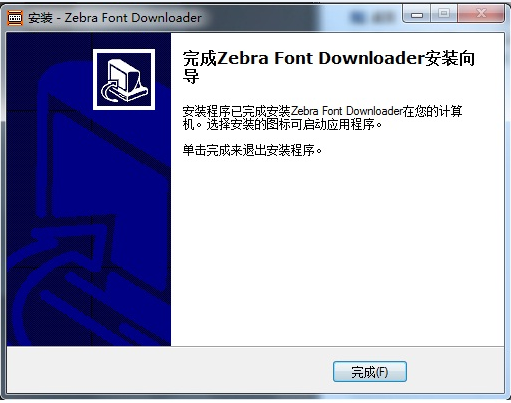 安装 - Zebra Font Downloader
完成Zebra Font Downloader安装向
导
安装程序已完成安装Zebra Font Downloader在您的计算
机。选择安装的图标可启动应用程序。
单击完成来退出安装程序。
完成(F)